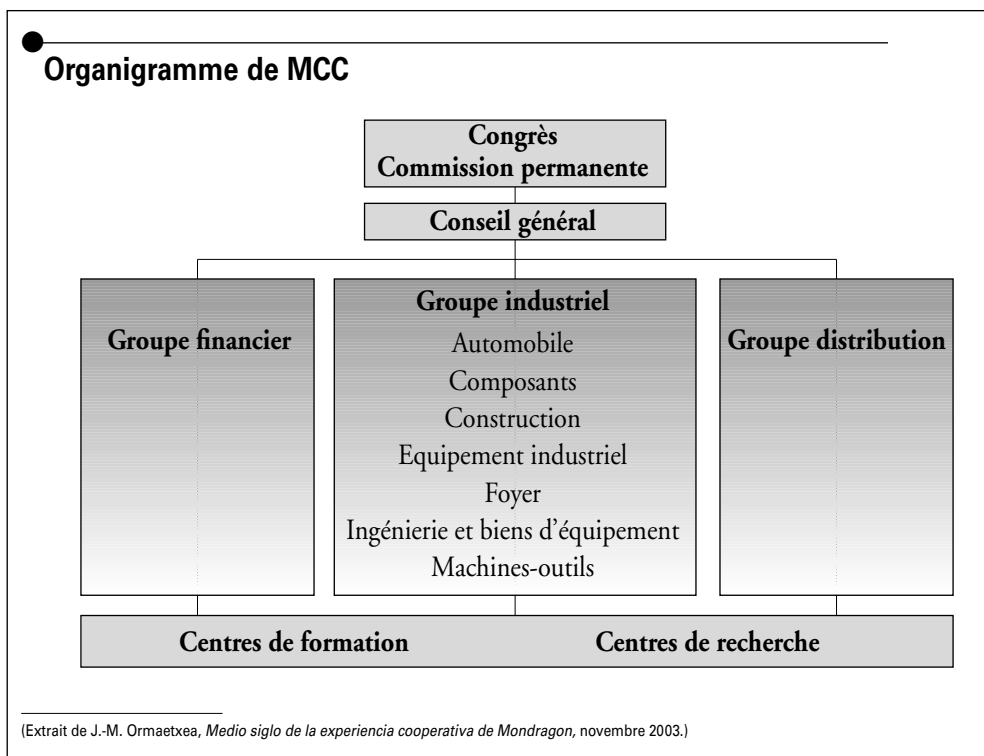 Organigramme de MCC
Congrès
Commission permanente
Conseil général
Groupe financier
Groupe industriel
Automobile
Composants
Construction
Equipement industriel
Foyer
Ingénierie et biens d'équipement
Machines-outils
Groupe distribution
Centres de formation
Centres de recherche
(Extrait de J.-M. Ormaetxea, Medio siglo de la experiencia cooperativa de Mondragon, novembre 2003.)